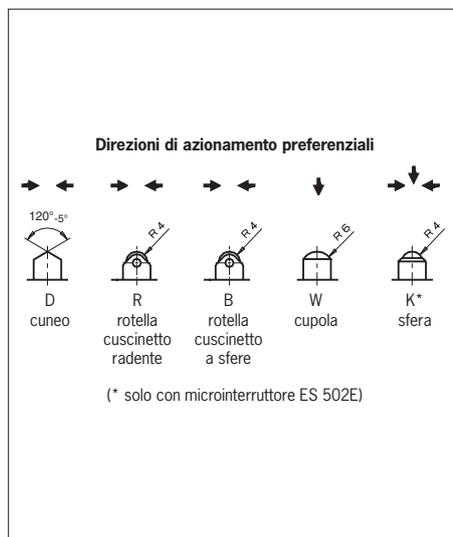 Direzioni di azionamento preferenziali
120°-5°
R 4
R 4
R 6
R 4
D
cuneo
R
rotella
cuscinetto
radente
B
rotella
cuscinetto
a sfere
W
cupola
K*
sfera
(* solo con microinterruttore ES 502E)